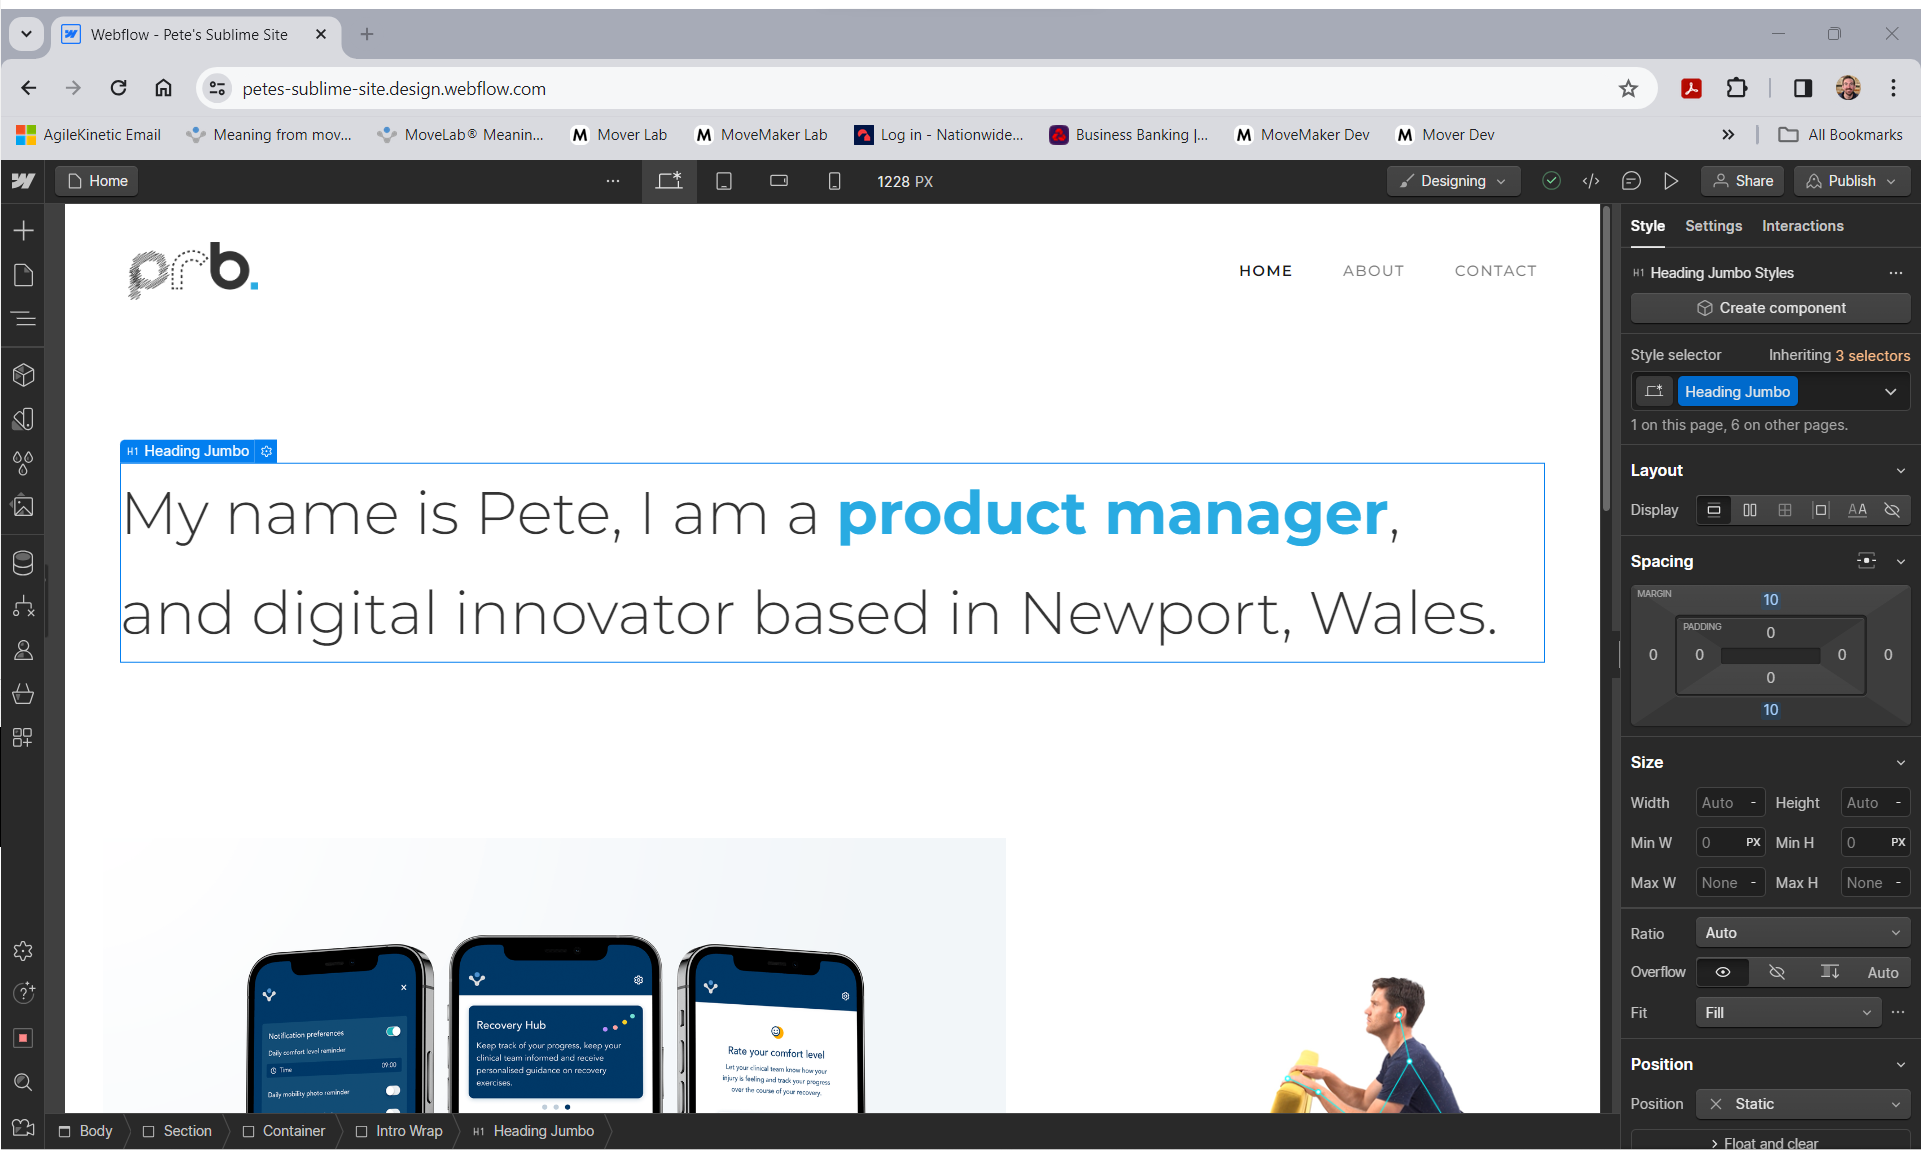 Webflow - Pete's Sublime Site
petes-sublime-site.design.webflow.com
AgileKinetic Email
Meaning from mov...
MoveLab® Meanin...
M Mover Lab
M MoveMaker Lab
Log in - Nationwide...
Business Banking |...
M MoveMaker Dev
M Mover Dev
All Bookmarks
Home
1228 PX
Designing
Share
Publish
prb.
HOME
ABOUT
CONTACT
H1 Heading Jumbo
My name is Pete, I am a product manager,
and digital innovator based in Newport, Wales.
Notification preferences
Daily comfort level reminder
Time 09:00
Daily mobility photo reminder
Recovery Hub
Keep track of your progress, keep your
clinical team informed and receive
personalised guidance on recovery
exercises.
Rate your comfort level
Let your clinical team know how your
injury is feeling and track your progress
over the course of your recovery.
Style Settings Interactions
H1 Heading Jumbo Styles
Create component
Style selector Inheriting 3 selectors
Heading Jumbo
1 on this page, 6 on other pages.
Layout
Display
AA
Spacing
MARGIN
10
PADDING
0
0 0 0 0
0
10
Size
Width Auto - Height Auto -
Min W 0 PX Min H 0 PX
Max W None - Max H None -
Ratio Auto
Overflow Auto
Fit Fill
Position
Position Static
Float and clear
Body
Section
Container
Intro Wrap
H1 Heading Jumbo